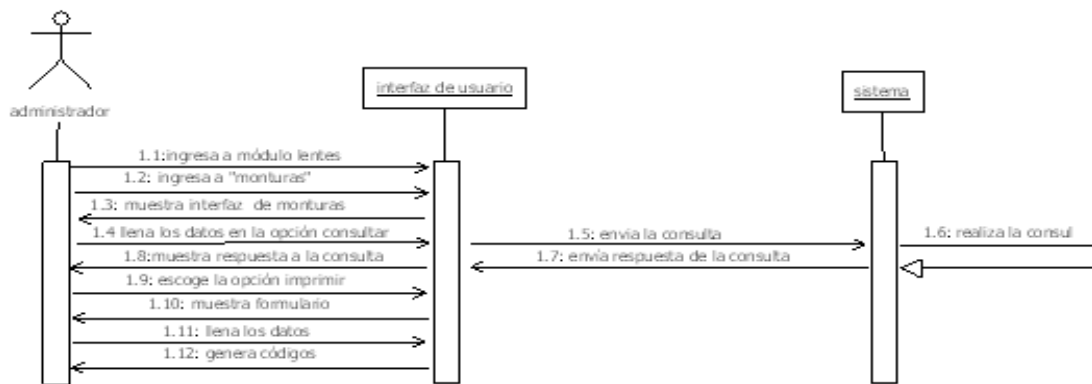 administrador
interfaz de usuario
sistema
1.1:ingresa a módulo lentes
1.2: ingresa a "monturas"
1.3: muestra interfaz de monturas
1.4 llena los datos en la opción consultar
1.5: envia la consulta
1.6: realiza la consul
1.7: envía respuesta de la consulta
1.8:muestra respuesta a la consulta
1.9: escoge la opción imprimir
1.10: muestra formulario
1.11: llena los datos
1.12: genera códigos